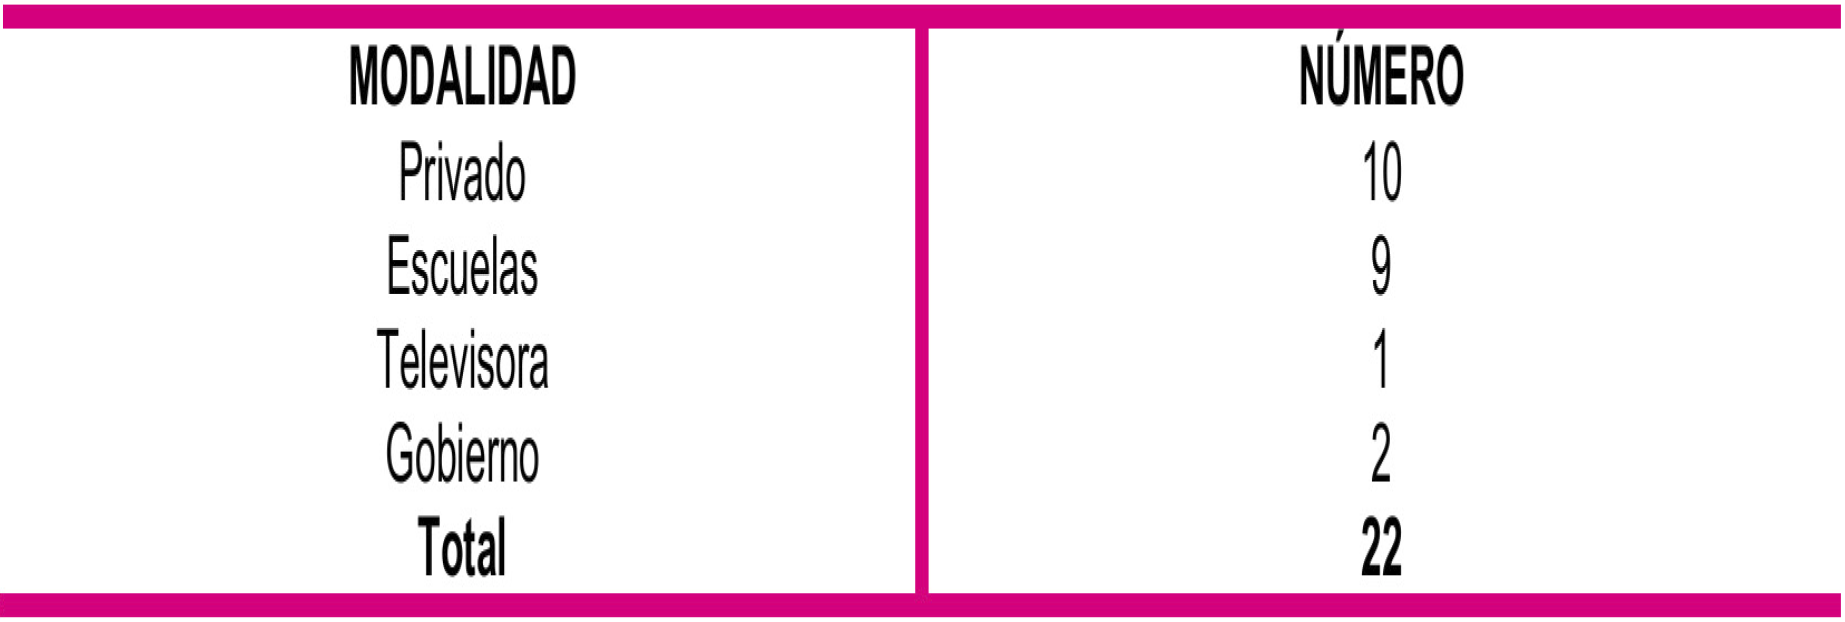 MODALIDAD NÚMERO
Privado 10
Escuelas 9
Televisora 1
Gobierno 2
Total 22